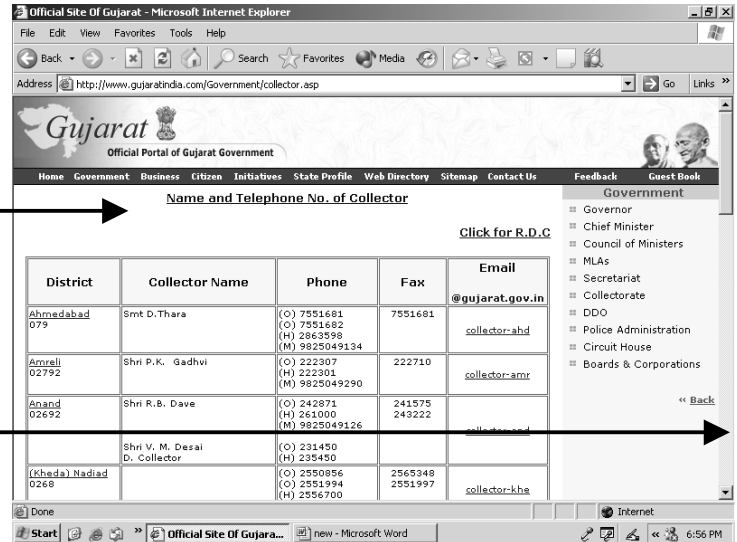 Official Site Of Gujarat - Microsoft Internet Explorer
File Edit View Favorites Tools Help
Back Search Favorites Media
Address http://www.gujaratindia.com/Government/collector.asp Go Links »
Gujarat
Official Portal of Gujarat Government
Home Government Business Citizen Initiatives State Profile Web Directory Sitemap Contact Us Feedback Guest Book
Name and Telephone No. of Collector
Click for R.D.C
District Collector Name Phone Fax Email
@gujarat.gov.in
Ahmedabad Smt D.Thara (O) 7551681 7551681
079 (O) 7551682
(H) 2863598 collector-ahd
(M) 9825049134
Amreli Shri P.K. Gadhvi (O) 222307 222710
02792 (H) 222301
(M) 9825049290 collector-amr
Anand Shri R.B. Dave (O) 242871 241575
02692 (H) 261000 243222
(M) 9825049126
Shri V. M. Desai (O) 231450
D. Collector (H) 235450
(Kheda) Nadiad (O) 2550856 2565348
0268 (O) 2551994 2551997
(H) 2556700 collector-khe
Government
Governor
Chief Minister
Council of Ministers
MLAs
Secretariat
Collectorate
DDO
Police Administration
Circuit House
Boards & Corporations
« Back
Done Internet
Start » Official Site Of Gujara... new - Microsoft Word « 6:56 PM